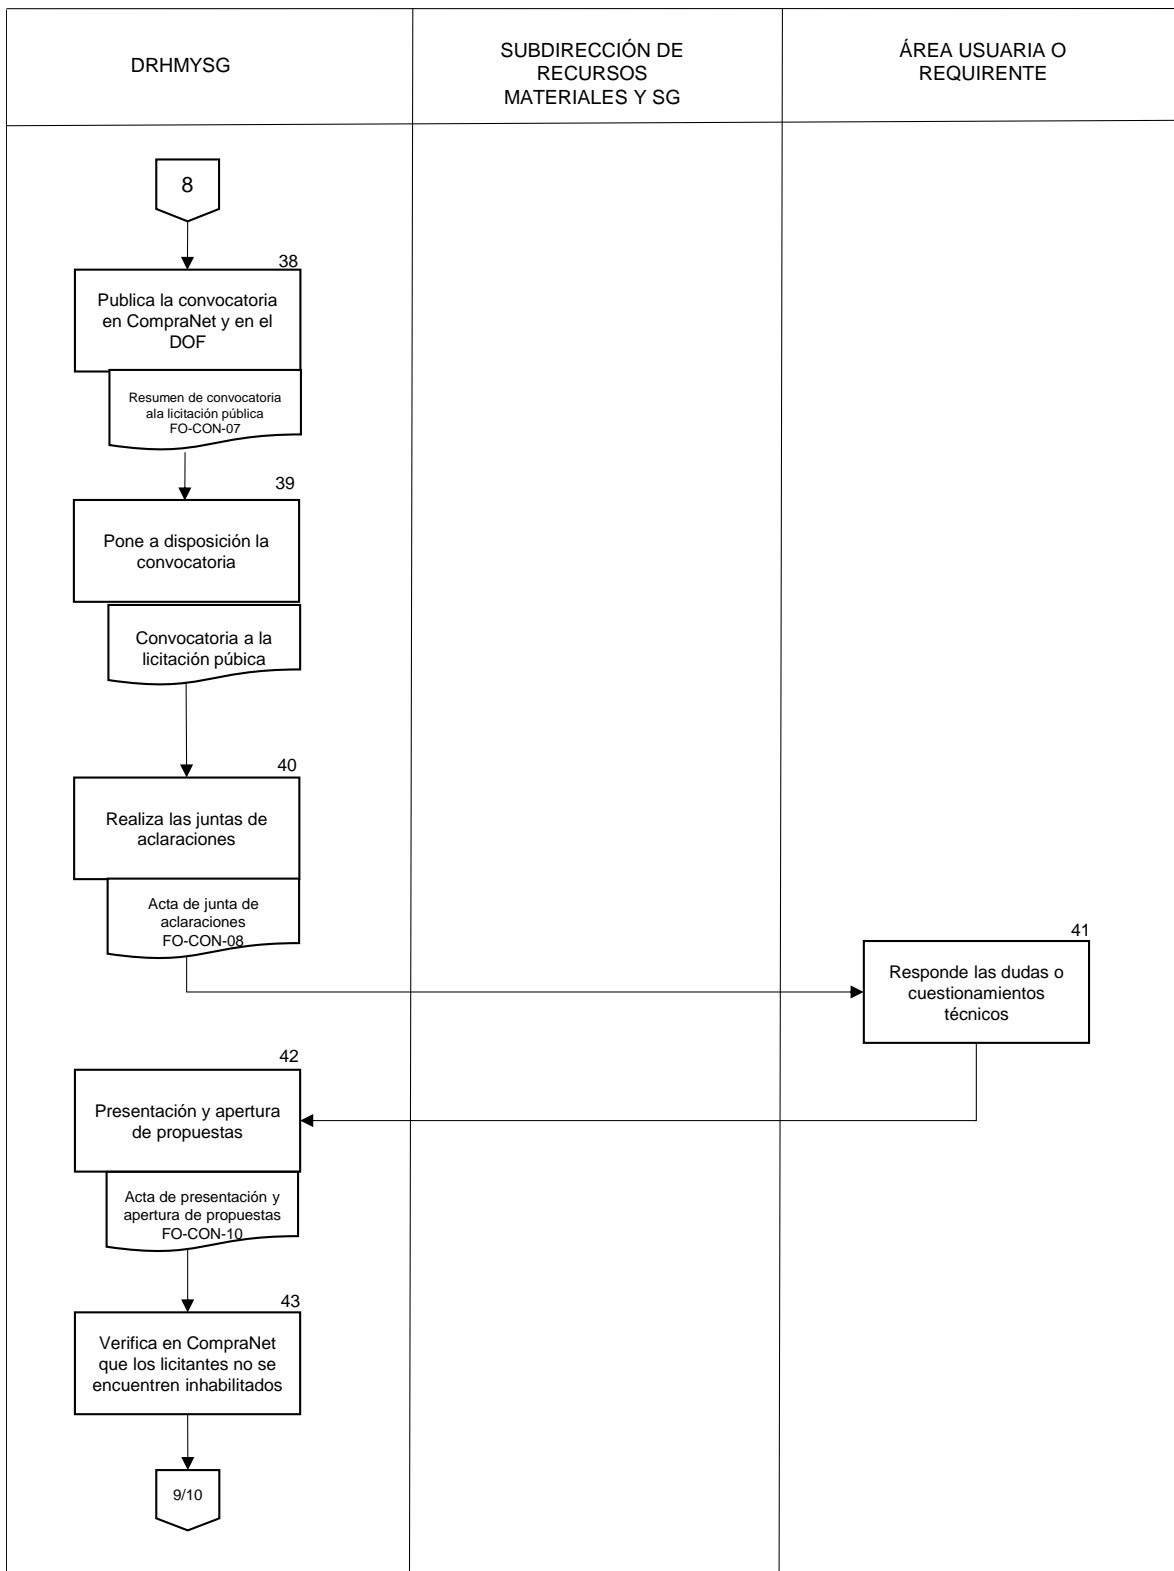 DRHMYSG
SUBDIRECCIÓN DE
RECURSOS
MATERIALES Y SG
ÁREA USUARIA O
REQUIRENTE
8
38
Publica la convocatoria
en CompraNet y en el
DOF
Resumen de convocatoria
ala licitación pública
FO-CON-07
39
Pone a disposición la
convocatoria
Convocatoria a la
licitación púbica
40
Realiza las juntas de
aclaraciones
Acta de junta de
aclaraciones
FO-CON-08
41
Responde las dudas o
cuestionamientos
técnicos
42
Presentación y apertura
de propuestas
Acta de presentación y
apertura de propuestas
FO-CON-10
43
Verifica en CompraNet
que los licitantes no se
encuentren inhabilitados
9/10